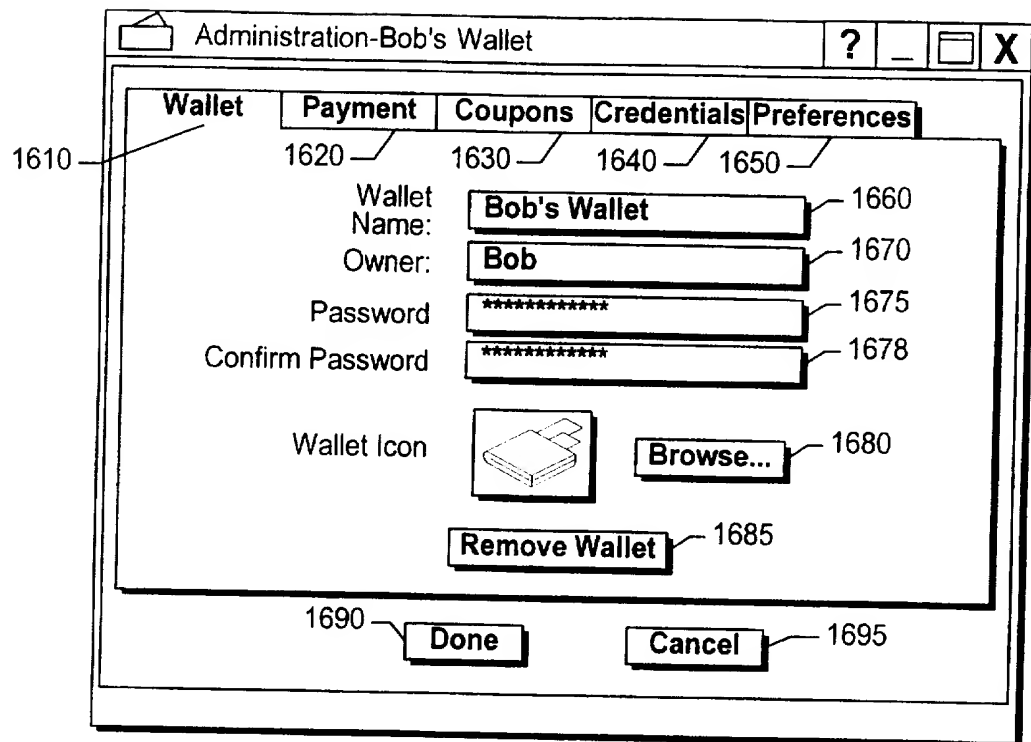 Administration-Bob's Wallet ? _ X
Wallet Payment Coupons Credentials Preferences
1610 1620 1630 1640 1650
Wallet Name: Bob's Wallet 1660
Owner: Bob 1670
Password ************ 1675
Confirm Password ************ 1678
Wallet Icon Browse... 1680
Remove Wallet 1685
1690 Done Cancel 1695